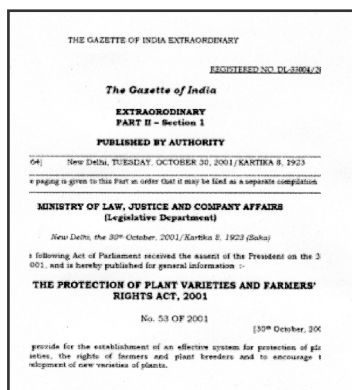 THE GAZETTE OF INDIA EXTRAORDINARY
REGISTERED NO. DL-33004/2
The Gazette of India
EXTRAORODINARY
PART II – Section 1
PUBLISHED BY AUTHORITY
64] New Delhi, TUESDAY, OCTOBER 30, 2001/KARTIKA 8, 1923
e paging is given to this Part in order that it may be filed as a separate compilation
MINISTRY OF LAW, JUSTICE AND COMPANY AFFAIRS
(Legislative Department)
New Delhi, the 30th October, 2001/Kartika 8, 1923 (Saka)
e following Act of Parliament received the assent of the President on the 3
001, and is hereby published for general information :-
THE PROTECTION OF PLANT VARIETIES AND FARMERS'
RIGHTS ACT, 2001
No. 53 OF 2001
[30th October, 200
provide for the establishment of an effective system for protection of pla
ieties, the rights of farmers and plant breeders and to encourage t
elopment of new varieties of plants.